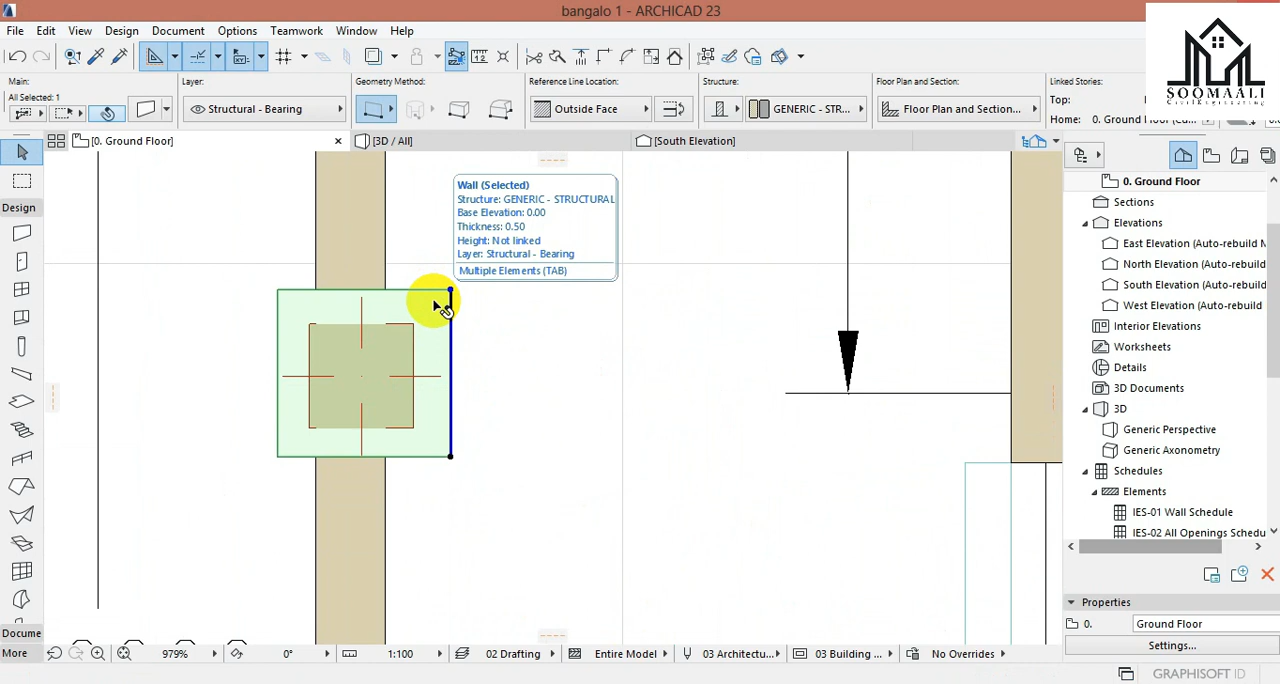 bangalo 1 - ARCHICAD 23
File Edit View Design Document Options Teamwork Window Help
SOOMAALI
Civil Engineering
Main: Layer: Geometry Method: Reference Line Location: Structure: Floor Plan and Section: Linked Stories:
All Selected: 1
Structural - Bearing
Outside Face
GENERIC - STR...
Floor Plan and Section...
Top:
Home: 0. Ground Floor (Cu...
[0. Ground Floor]
[3D / All]
[South Elevation]
Design
Wall (Selected)
Structure: GENERIC - STRUCTURAL
Base Elevation: 0.00
Thickness: 0.50
Height: Not linked
Layer: Structural - Bearing
Multiple Elements (TAB)
0. Ground Floor
Sections
Elevations
East Elevation (Auto-rebuild M
North Elevation (Auto-rebuild
South Elevation (Auto-rebuild
West Elevation (Auto-rebuild
Interior Elevations
Worksheets
Details
3D Documents
3D
Generic Perspective
Generic Axonometry
Schedules
Elements
IES-01 Wall Schedule
IES-02 All Openings Schedu
Properties
0. Ground Floor
Settings...
Docume
More
979%
0°
1:100
02 Drafting
Entire Model
03 Architectu...
03 Building ...
No Overrides
GRAPHISOFT ID